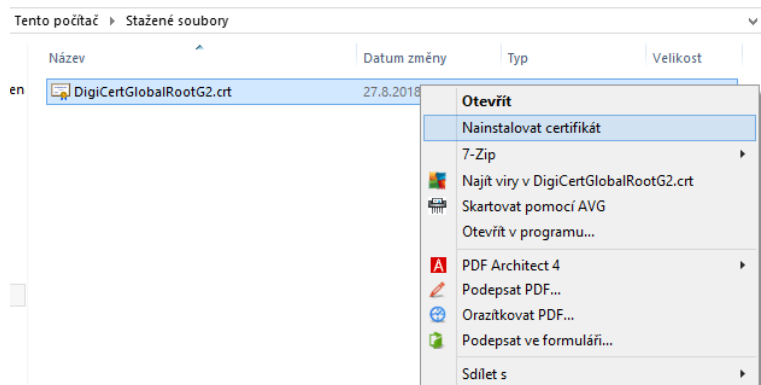 Tento počítač ▸ Stažené soubory
Název Datum změny Typ Velikost
en
DigiCertGlobalRootG2.crt 27.8.2018
Otevřít
Nainstalovat certifikát
7-Zip
Najít viry v DigiCertGlobalRootG2.crt
Skartovat pomocí AVG
Otevřít v programu...
PDF Architect 4
Podepsat PDF...
Orazítkovat PDF...
Podepsat ve formuláři...
Sdílet s